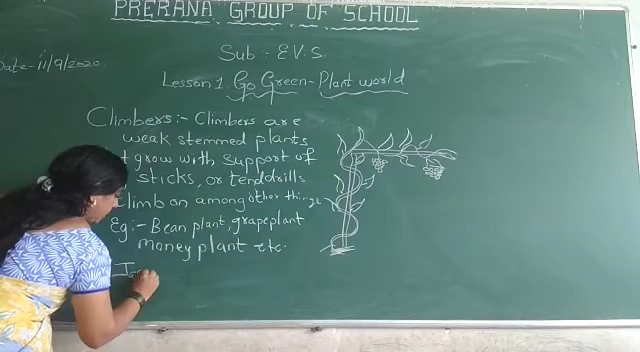 PRERANA GROUP OF SCHOOL
Sub :- E.V.S.
Date - 11/9/2020.
Lesson 1. Go Green - Plant world
Climbers :- Climbers are
weak stemmed plants
t grow with support of
sticks, or tenddrills
limb on among other things
Eg :- Bean plant, grapeplant
money plant etc.